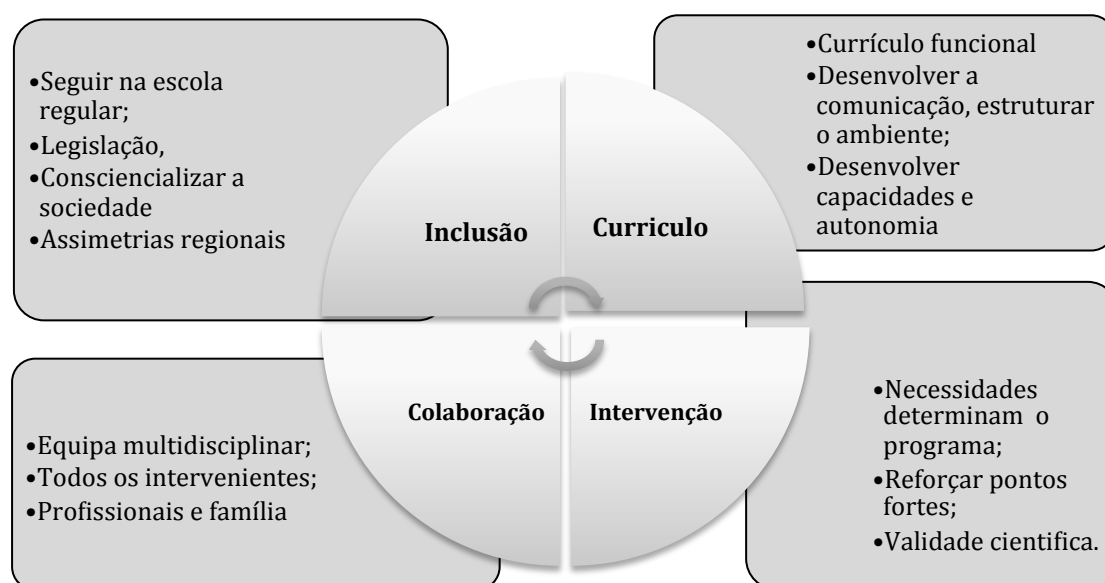 •Seguir na escola
regular;
•Legislação,
•Consciencializar a
sociedade
•Assimetrias regionais
•Currículo funcional
•Desenvolver a
comunicação, estruturar
o ambiente;
•Desenvolver
capacidades e
autonomia
Inclusão
Curriculo
Colaboração
Intervenção
•Equipa multidisciplinar;
•Todos os intervenientes;
•Profissionais e família
•Necessidades
determinam o
programa;
•Reforçar pontos
fortes;
•Validade cientifica.